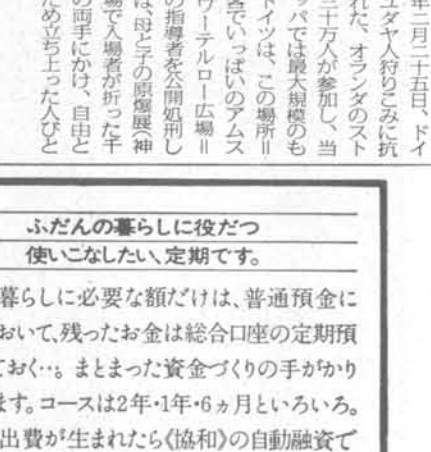 年二月二十五日、ドイ
ユダヤ人狩りこみに抗
れた、オランダのスト
三十万人が参加し、当
ッパでは最大規模のも
ドイツは、この場所＝
客でいっぱいのアムス
ウーテルロー広場＝
の指導者を公開処刑し
は、母と子の原爆展（神
場で入場者が折った千
の両手にかけ、自由と
ため立ち上った人びと
ふだんの暮らしに役だつ
使いこなしたい、定期です。
暮らしに必要な額だけは、普通預金に
おいて、残ったお金は総合口座の定期預
ておく…。まとまった資金づくりの手がかり
ます。コースは2年・1年・6ヵ月といろいろ。
出費が生まれたら《協和》の自動融資で